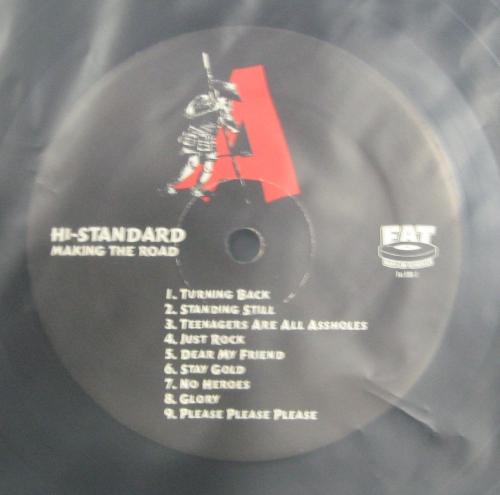 A
HI-STANDARD
MAKING THE ROAD
FAT
1. TURNING BACK
2. STANDING STILL
3. TEENAGERS ARE ALL ASSHOLES
4. JUST ROCK
5. DEAR MY FRIEND
6. STAY GOLD
7. NO HEROES
8. GLORY
9. PLEASE PLEASE PLEASE